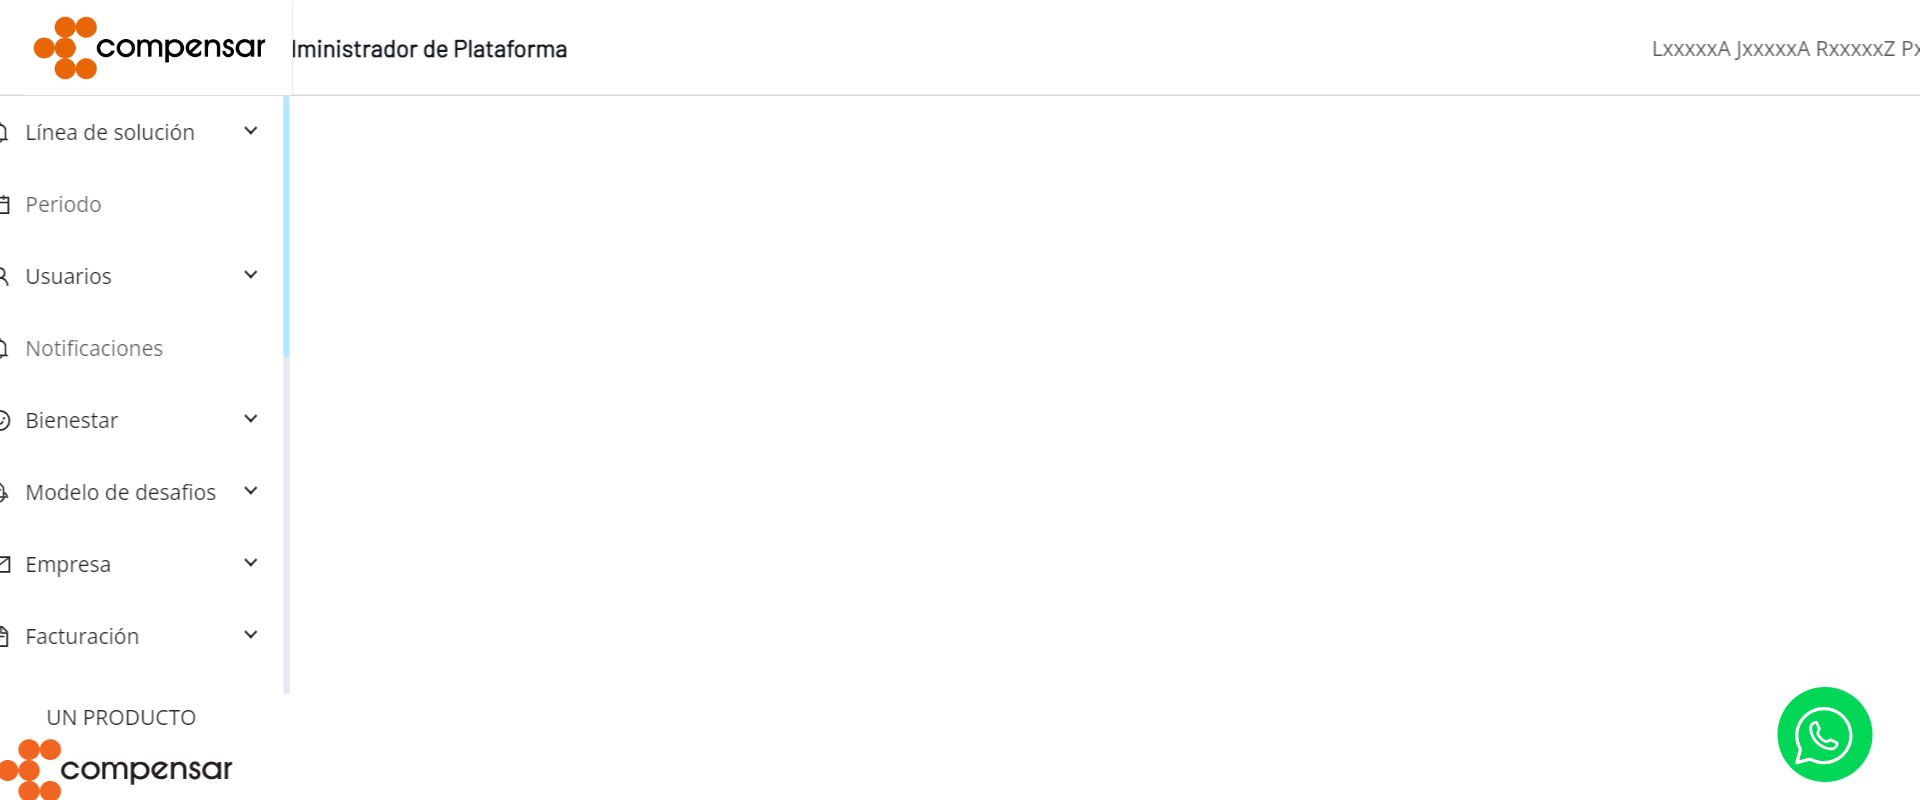 compensar
lministrador de Plataforma
LxxxxxA JxxxxxA RxxxxxZ Px
Línea de solución
Periodo
Usuarios
Notificaciones
Bienestar
Modelo de desafios
Empresa
Facturación
UN PRODUCTO
compensar